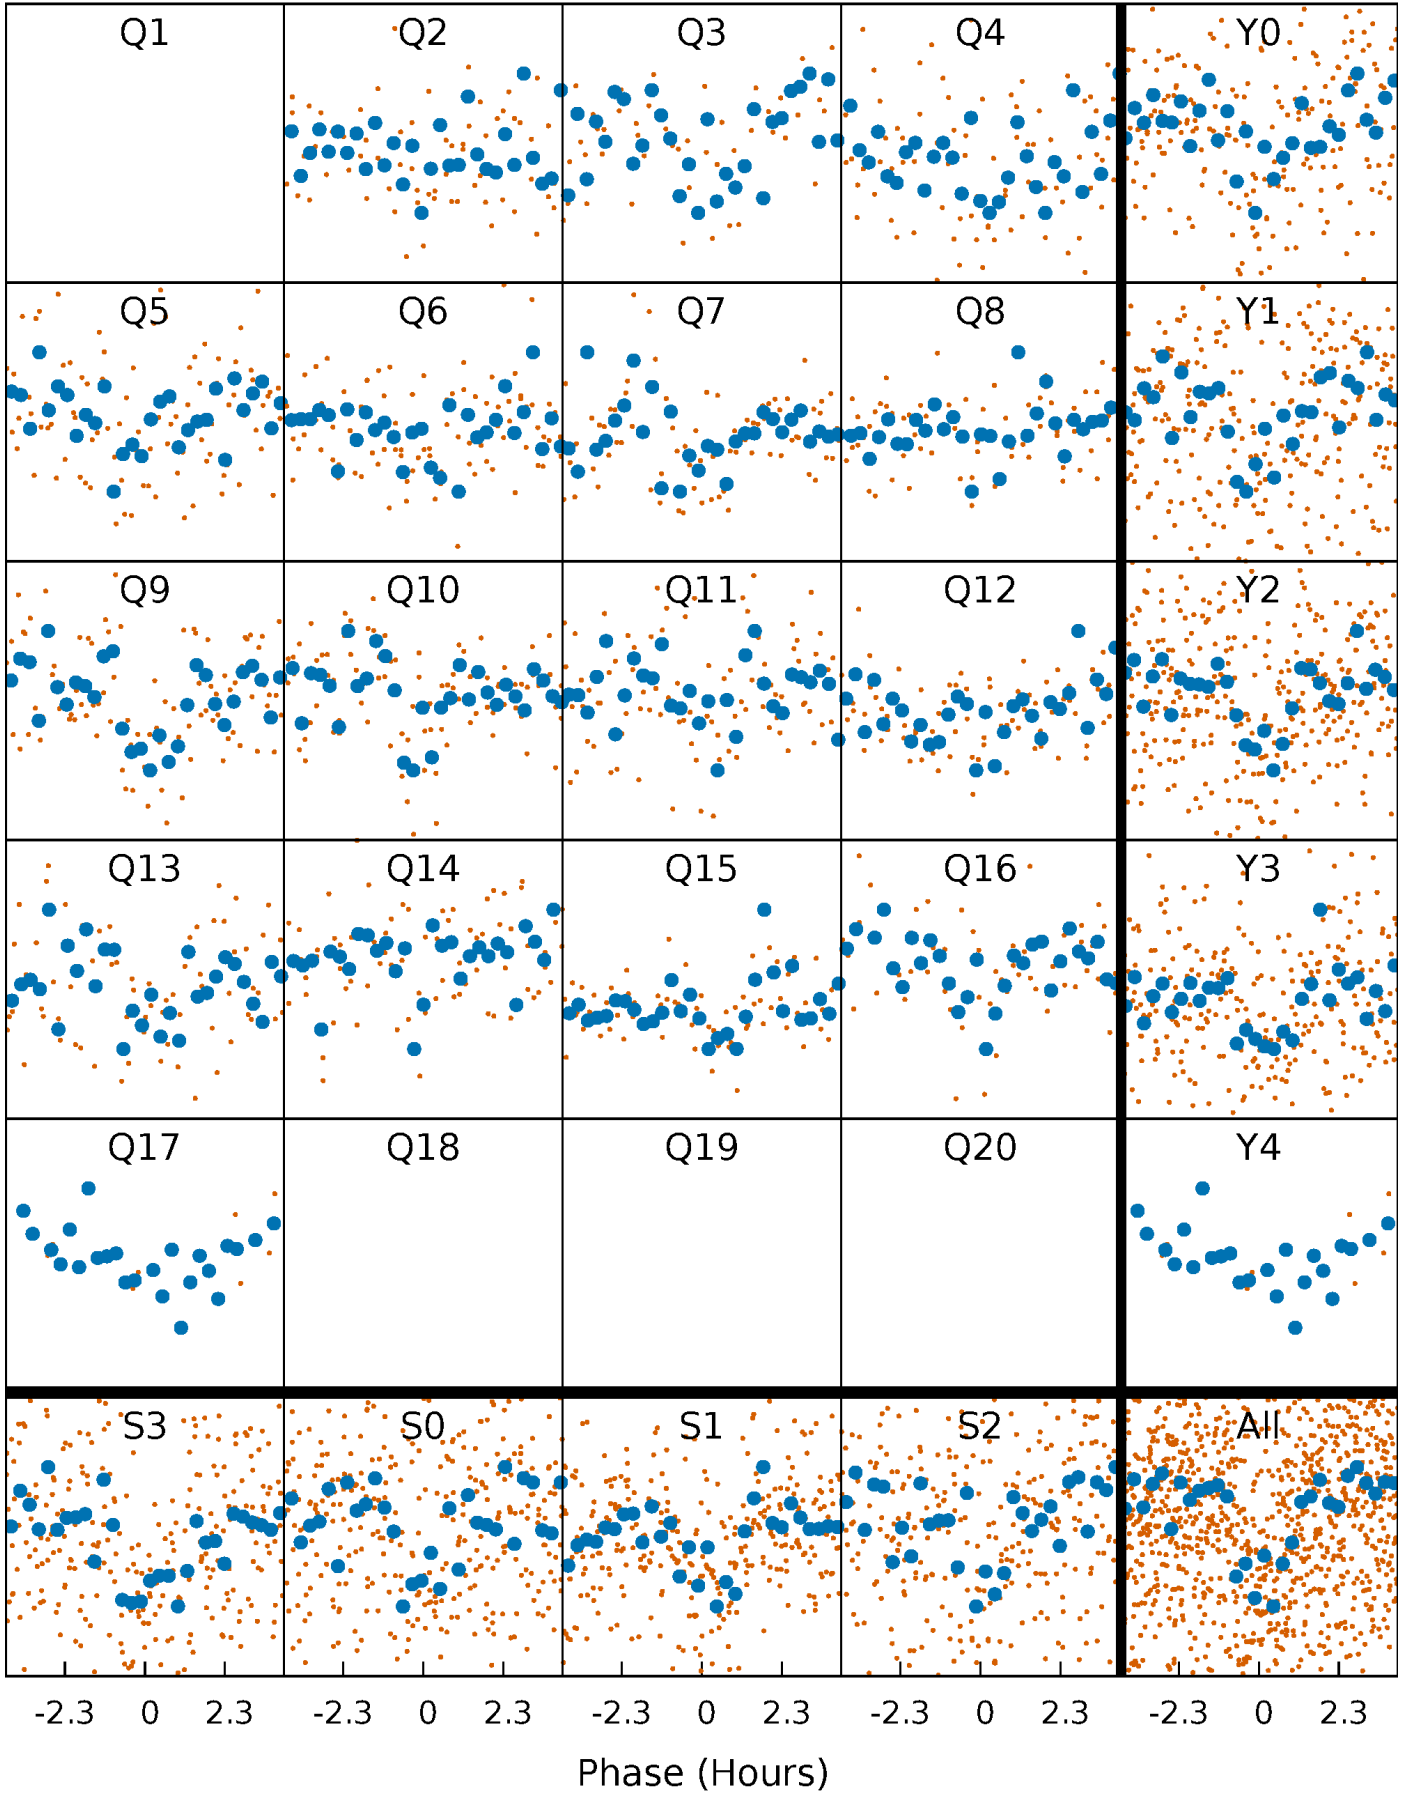 Q1 Q2 Q3 Q4 Y0
Q5 Q6 Q7 Q8 Y1
Q9 Q10 Q11 Q12 Y2
Q13 Q14 Q15 Q16 Y3
Q17 Q18 Q19 Q20 Y4
S3 S0 S1 S2 All
-2.3 0 2.3 -2.3 0 2.3 -2.3 0 2.3 -2.3 0 2.3 -2.3 0 2.3
Phase (Hours)